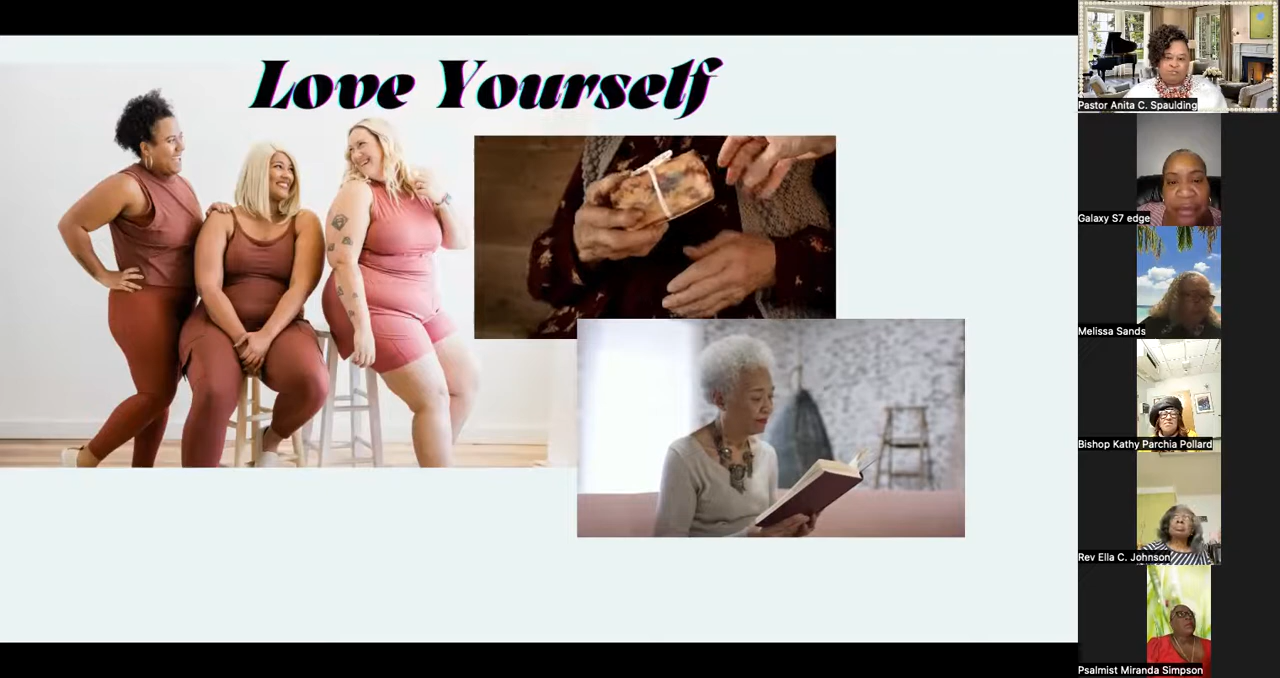 Love Yourself
Pastor Anita C. Spaulding
Galaxy S7 edge
Melissa Sands
Bishop Kathy Parchia Pollard
Rev Ella C. Johnson
Psalmist Miranda Simpson